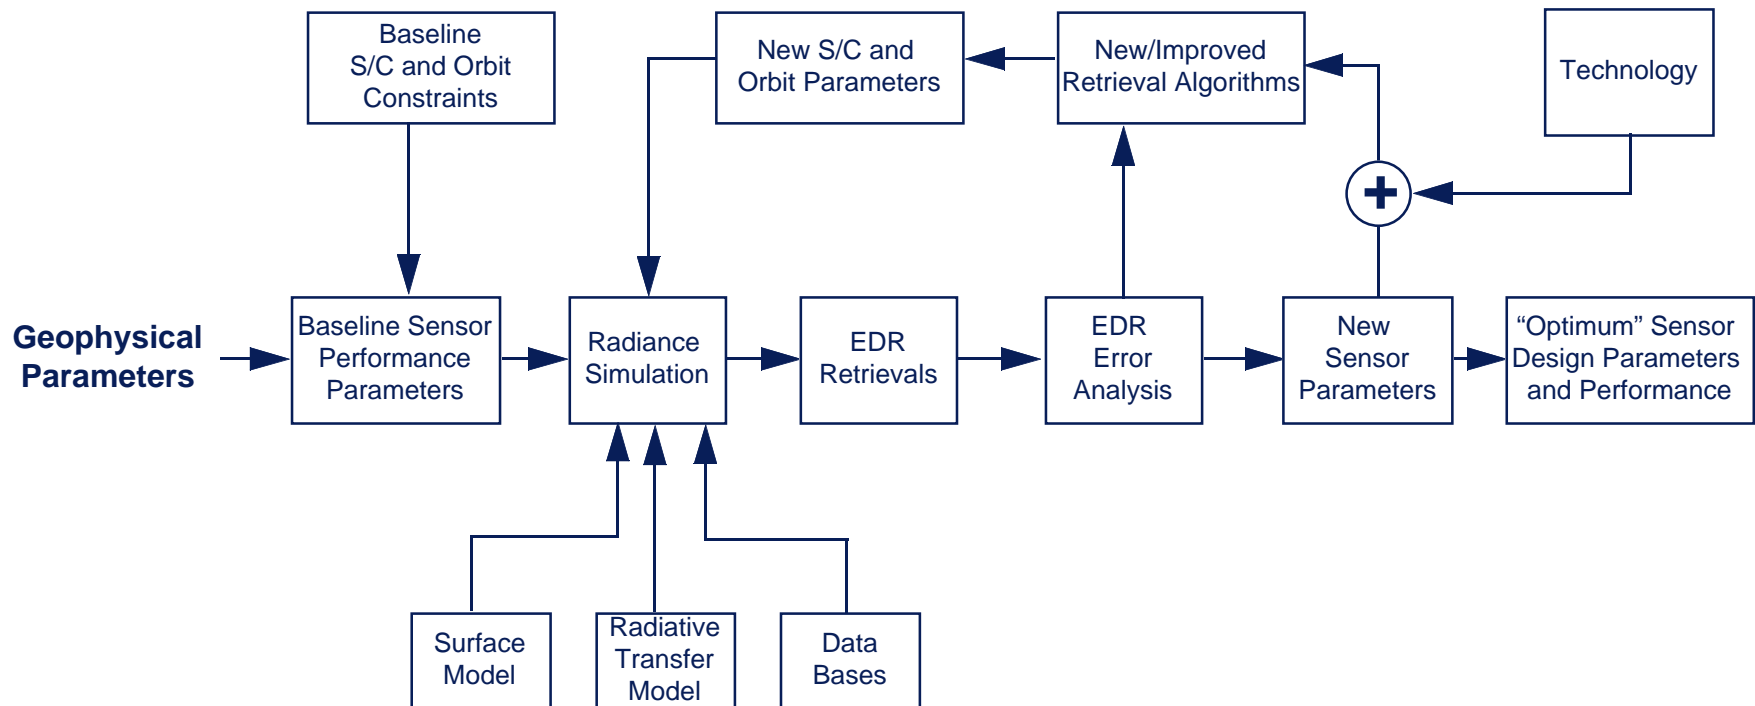 Baseline
S/C and Orbit
Constraints
New S/C and
Orbit Parameters
New/Improved
Retrieval Algorithms
Technology
+
Geophysical
Parameters
Baseline Sensor
Performance
Parameters
Radiance
Simulation
EDR
Retrievals
EDR
Error
Analysis
New
Sensor
Parameters
“Optimum” Sensor
Design Parameters
and Performance
Surface
Model
Radiative
Transfer
Model
Data
Bases